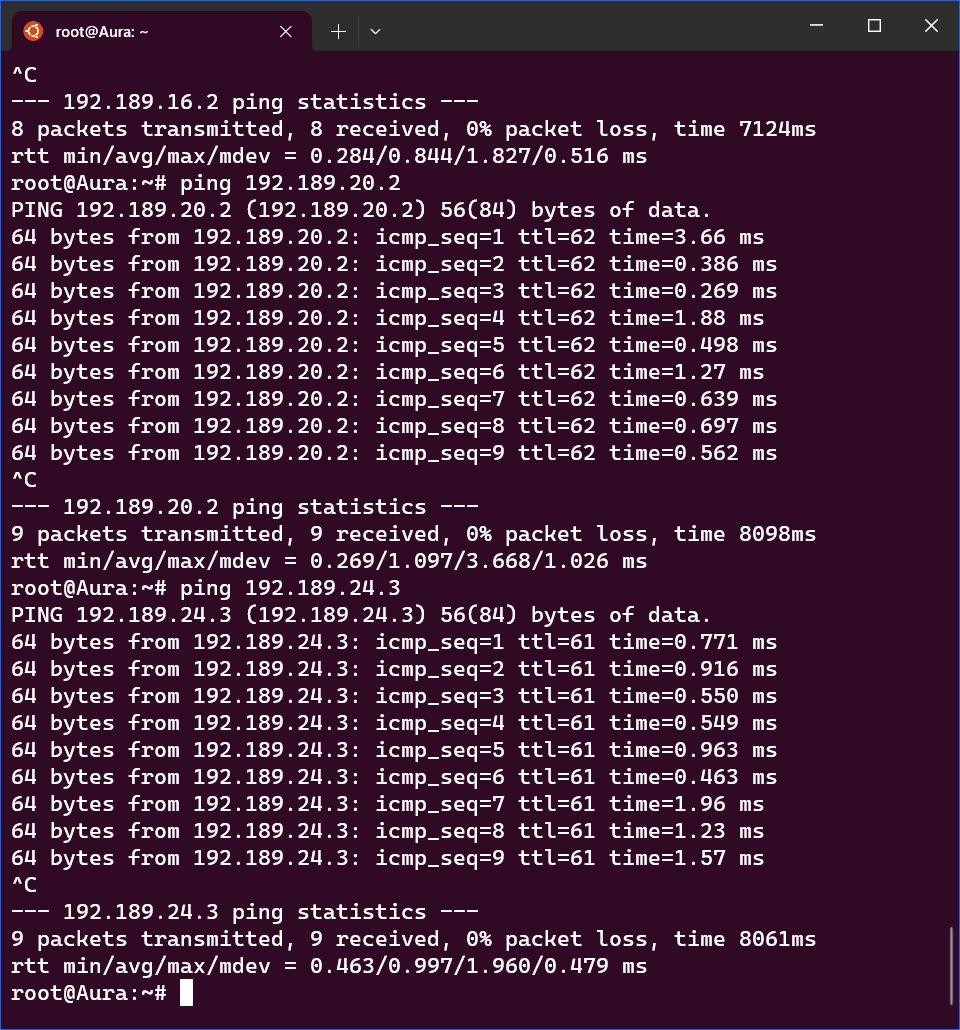 root@Aura: ~
^C
--- 192.189.16.2 ping statistics ---
8 packets transmitted, 8 received, 0% packet loss, time 7124ms
rtt min/avg/max/mdev = 0.284/0.844/1.827/0.516 ms
root@Aura:~# ping 192.189.20.2
PING 192.189.20.2 (192.189.20.2) 56(84) bytes of data.
64 bytes from 192.189.20.2: icmp_seq=1 ttl=62 time=3.66 ms
64 bytes from 192.189.20.2: icmp_seq=2 ttl=62 time=0.386 ms
64 bytes from 192.189.20.2: icmp_seq=3 ttl=62 time=0.269 ms
64 bytes from 192.189.20.2: icmp_seq=4 ttl=62 time=1.88 ms
64 bytes from 192.189.20.2: icmp_seq=5 ttl=62 time=0.498 ms
64 bytes from 192.189.20.2: icmp_seq=6 ttl=62 time=1.27 ms
64 bytes from 192.189.20.2: icmp_seq=7 ttl=62 time=0.639 ms
64 bytes from 192.189.20.2: icmp_seq=8 ttl=62 time=0.697 ms
64 bytes from 192.189.20.2: icmp_seq=9 ttl=62 time=0.562 ms
^C
--- 192.189.20.2 ping statistics ---
9 packets transmitted, 9 received, 0% packet loss, time 8098ms
rtt min/avg/max/mdev = 0.269/1.097/3.668/1.026 ms
root@Aura:~# ping 192.189.24.3
PING 192.189.24.3 (192.189.24.3) 56(84) bytes of data.
64 bytes from 192.189.24.3: icmp_seq=1 ttl=61 time=0.771 ms
64 bytes from 192.189.24.3: icmp_seq=2 ttl=61 time=0.916 ms
64 bytes from 192.189.24.3: icmp_seq=3 ttl=61 time=0.550 ms
64 bytes from 192.189.24.3: icmp_seq=4 ttl=61 time=0.549 ms
64 bytes from 192.189.24.3: icmp_seq=5 ttl=61 time=0.963 ms
64 bytes from 192.189.24.3: icmp_seq=6 ttl=61 time=0.463 ms
64 bytes from 192.189.24.3: icmp_seq=7 ttl=61 time=1.96 ms
64 bytes from 192.189.24.3: icmp_seq=8 ttl=61 time=1.23 ms
64 bytes from 192.189.24.3: icmp_seq=9 ttl=61 time=1.57 ms
^C
--- 192.189.24.3 ping statistics ---
9 packets transmitted, 9 received, 0% packet loss, time 8061ms
rtt min/avg/max/mdev = 0.463/0.997/1.960/0.479 ms
root@Aura:~#